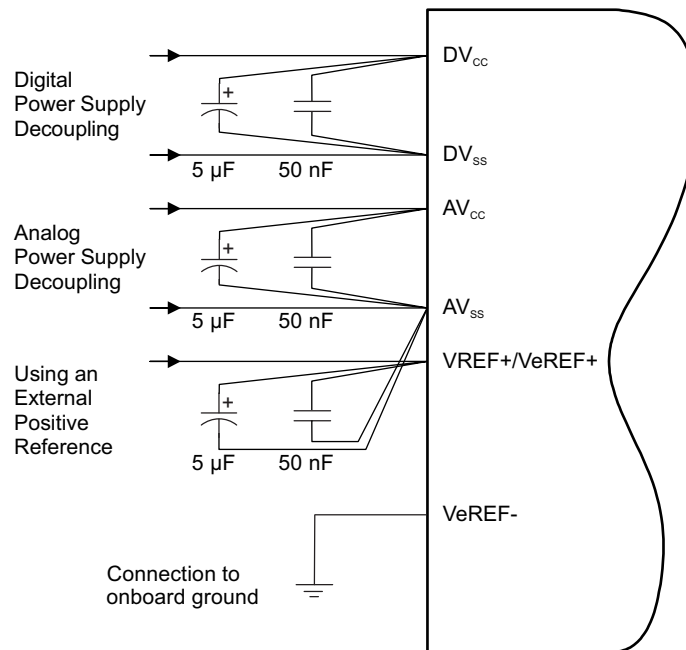 Digital
Power Supply
Decoupling
+
5 µF
50 nF
DVcc
DVss
Analog
Power Supply
Decoupling
+
5 µF
50 nF
AVcc
AVss
Using an
External
Positive
Reference
+
5 µF
50 nF
VREF+/VeREF+
VeREF-
Connection to
onboard ground